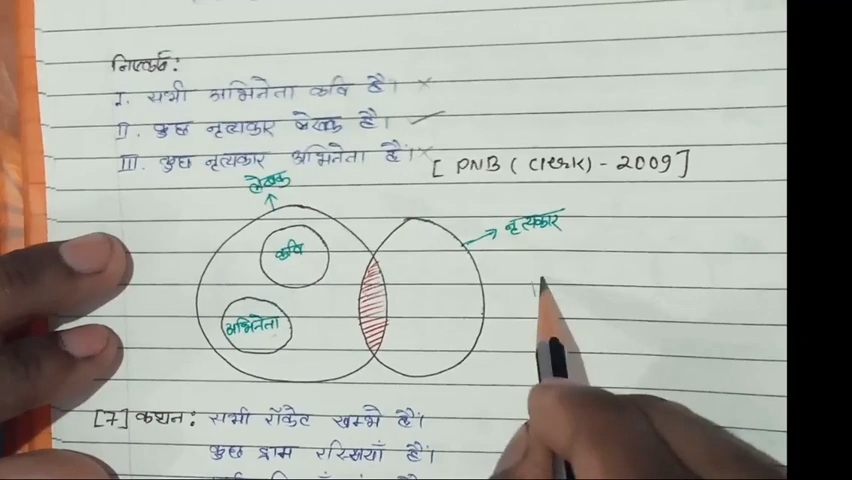 निष्कर्ष:
I. सभी अभिनेता कवि हैं। ×
II. कुछ नृत्यकार लेखक हैं। ✓
III. कुछ नृत्यकार अभिनेता हैं। ×
[ PNB ( क्लर्क) - 2009 ]
लेखक
नृत्यकार
कवि
अभिनेता
[7] कथन: सभी रॉकेट खम्भे हैं।
कुछ ड्राम रस्सियाँ हैं।